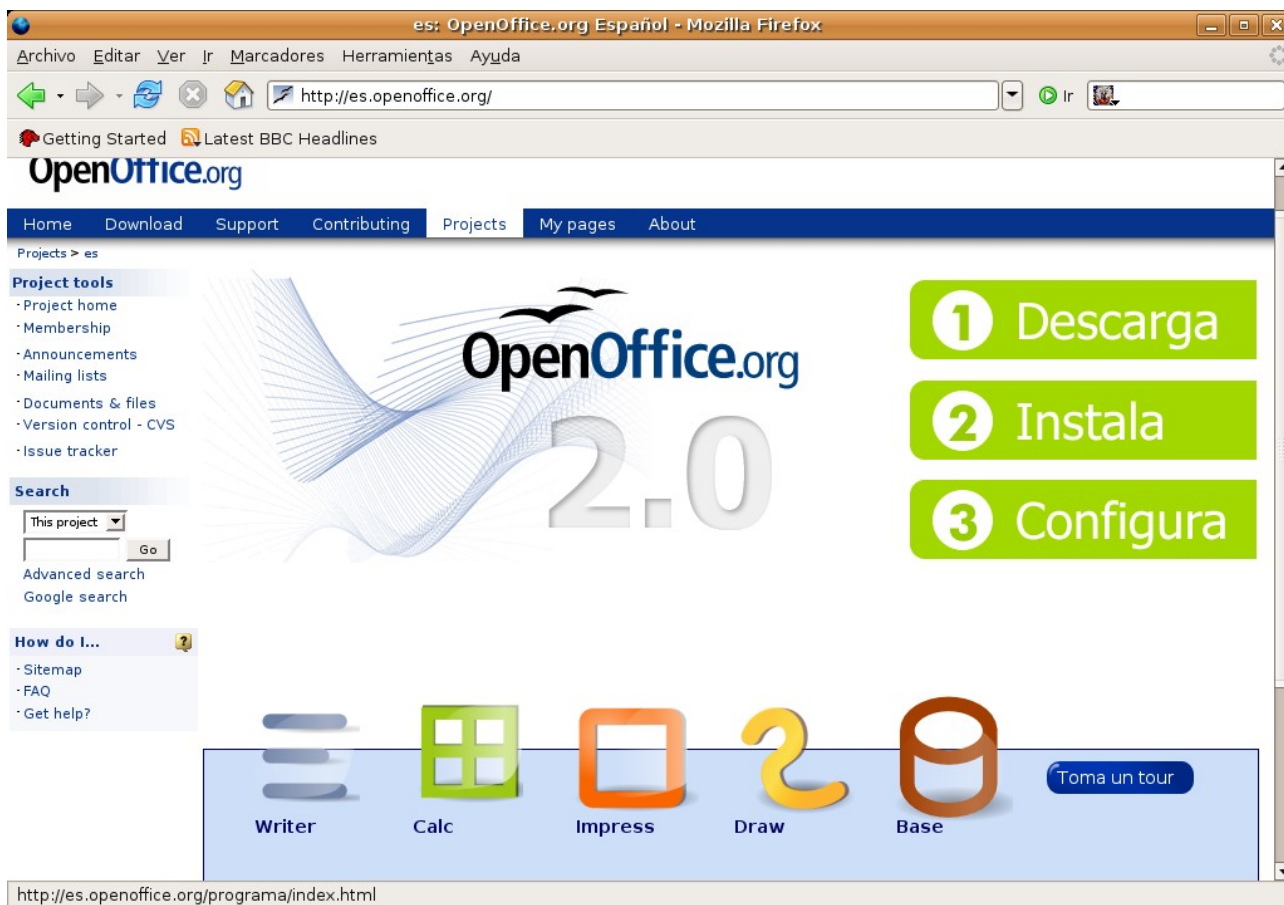 es: OpenOffice.org Español - Mozilla Firefox
Archivo Editar Ver Ir Marcadores Herramientas Ayuda
http://es.openoffice.org/ Ir
Getting Started Latest BBC Headlines
OpenOffice.org
Home Download Support Contributing Projects My pages About
Projects > es
Project tools
· Project home
· Membership
· Announcements
· Mailing lists
· Documents & files
· Version control - CVS
· Issue tracker
Search
This project
Go
Advanced search
Google search
How do I... ?
· Sitemap
· FAQ
· Get help?
OpenOffice.org
2.0
1 Descarga
2 Instala
3 Configura
Writer Calc Impress Draw Base
Toma un tour
http://es.openoffice.org/programa/index.html